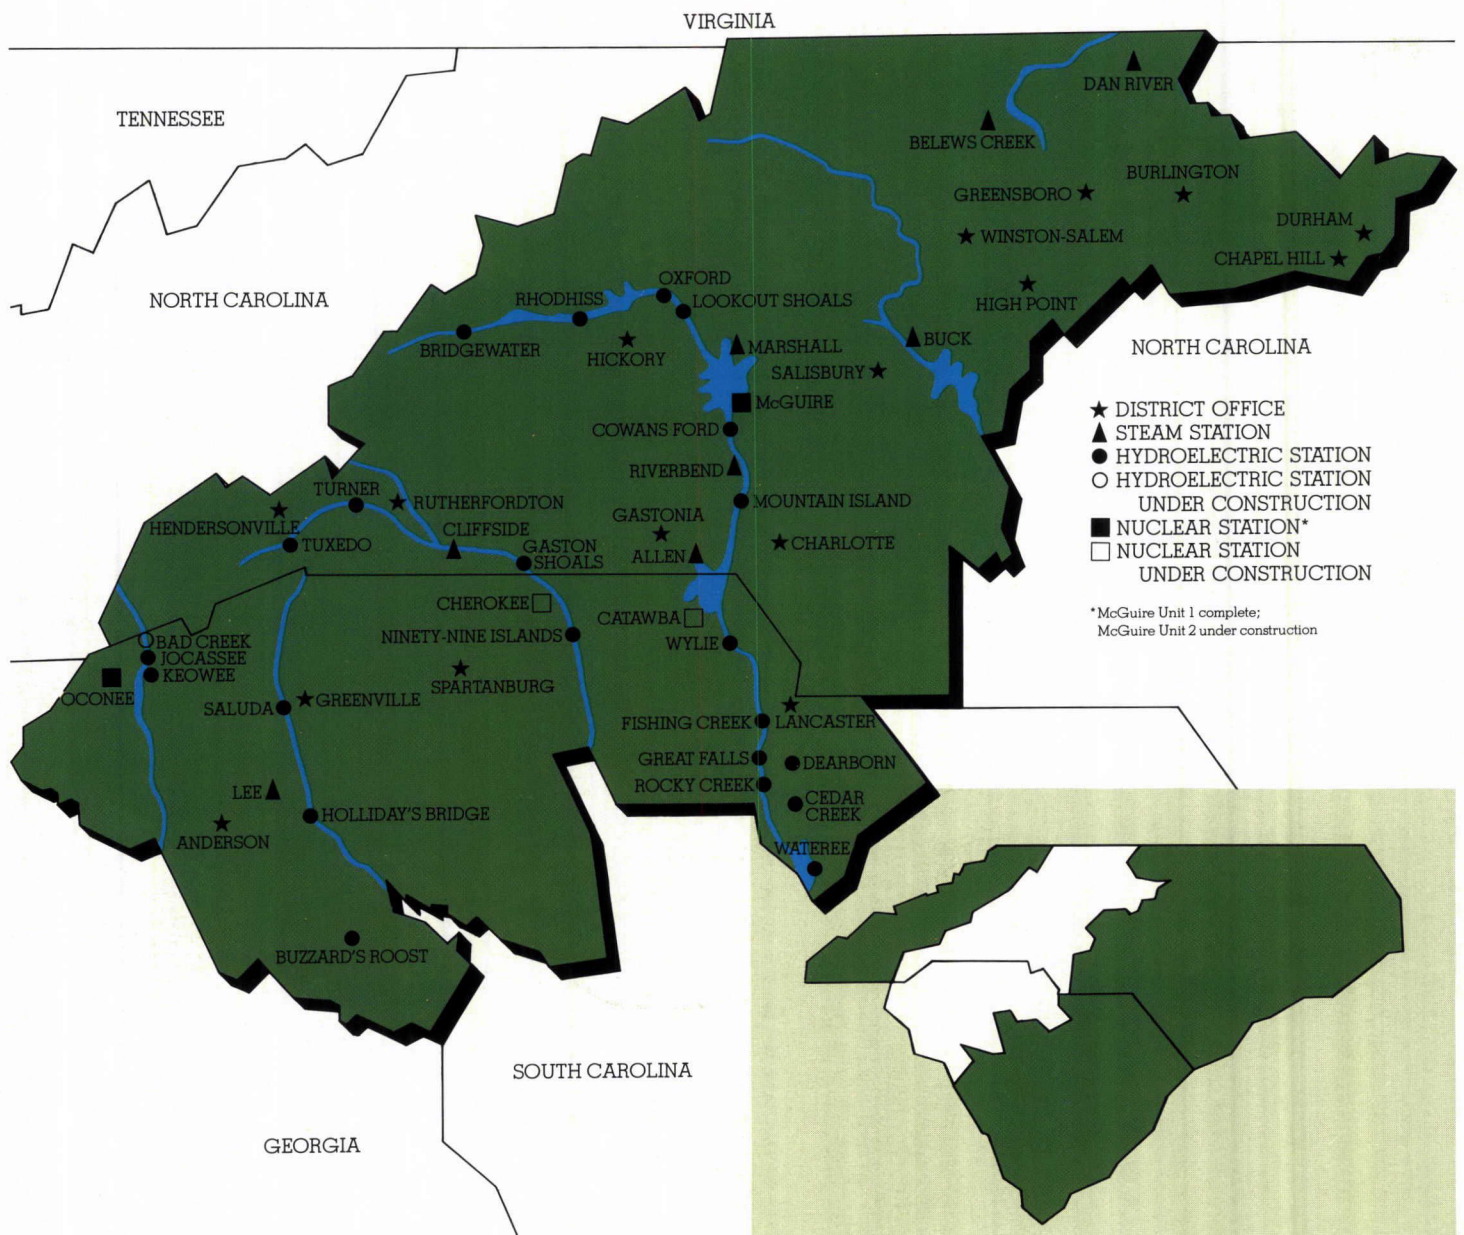 VIRGINIA
TENNESSEE
DAN RIVER
BELEWS CREEK
BURLINGTON
GREENSBORO
DURHAM
WINSTON-SALEM
CHAPEL HILL
NORTH CAROLINA
OXFORD
RHODHISS
LOOKOUT SHOALS
HIGH POINT
BRIDGEWATER
HICKORY
MARSHALL
BUCK
NORTH CAROLINA
SALISBURY
McGUIRE
COWANS FORD
RIVERBEND
MOUNTAIN ISLAND
TURNER
RUTHERFORDTON
HENDERSONVILLE
CLIFFSIDE
GASTONIA
TUXEDO
GASTON
SHOALS
ALLEN
CHARLOTTE
DISTRICT OFFICE
STEAM STATION
HYDROELECTRIC STATION
HYDROELECTRIC STATION
UNDER CONSTRUCTION
NUCLEAR STATION*
NUCLEAR STATION
UNDER CONSTRUCTION
*McGuire Unit 1 complete;
McGuire Unit 2 under construction
CHEROKEE
CATAWBA
NINETY-NINE ISLANDS
WYLIE
BAD CREEK
JOCASSEE
KEOWEE
OCONEE
SPARTANBURG
SALUDA
GREENVILLE
FISHING CREEK
LANCASTER
GREAT FALLS
DEARBORN
ROCKY CREEK
CEDAR
CREEK
LEE
HOLLIDAY'S BRIDGE
ANDERSON
WATEREE
BUZZARD'S ROOST
SOUTH CAROLINA
GEORGIA